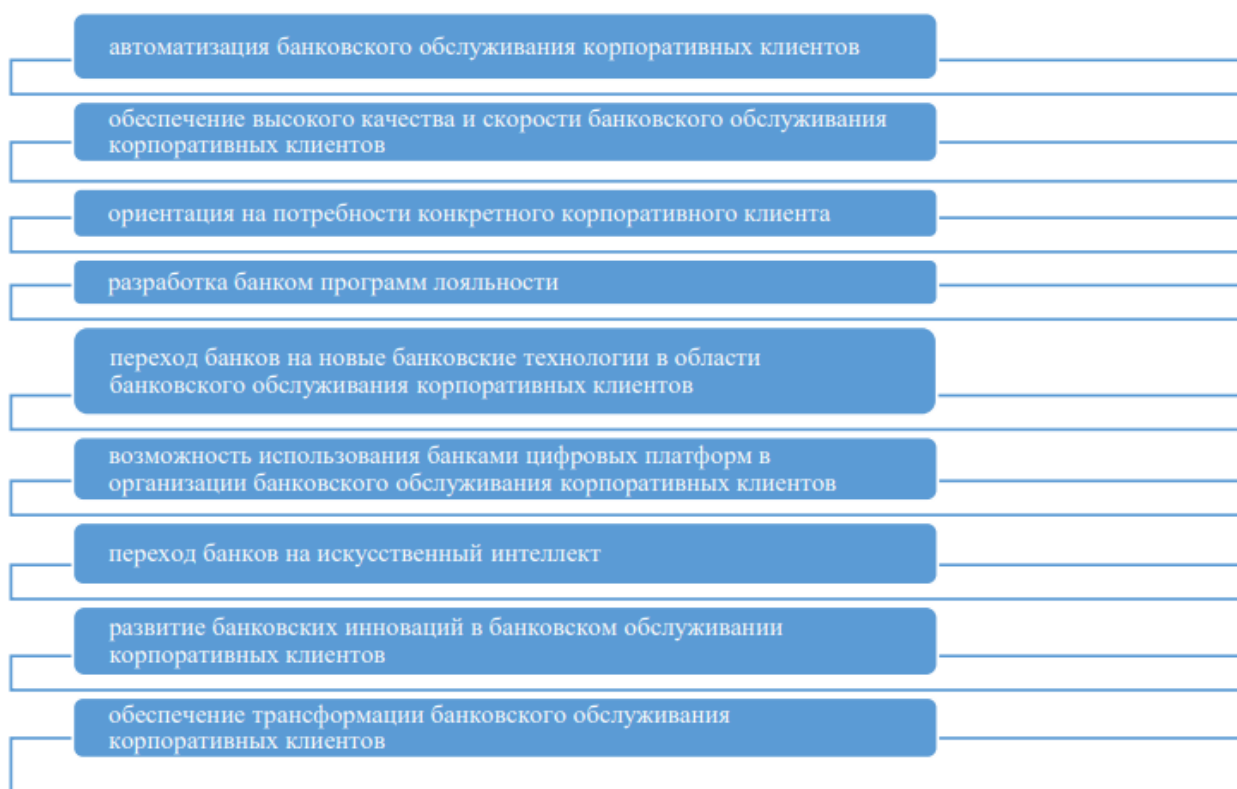 автоматизация банковского обслуживания корпоративных клиентов
обеспечение высокого качества и скорости банковского обслуживания
корпоративных клиентов
ориентация на потребности конкретного корпоративного клиента
разработка банком программ лояльности
переход банков на новые банковские технологии в области
банковского обслуживания корпоративных клиентов
возможность использования банками цифровых платформ в
организации банковского обслуживания корпоративных клиентов
переход банков на искусственный интеллект
развитие банковских инноваций в банковском обслуживании
корпоративных клиентов
обеспечение трансформации банковского обслуживания
корпоративных клиентов